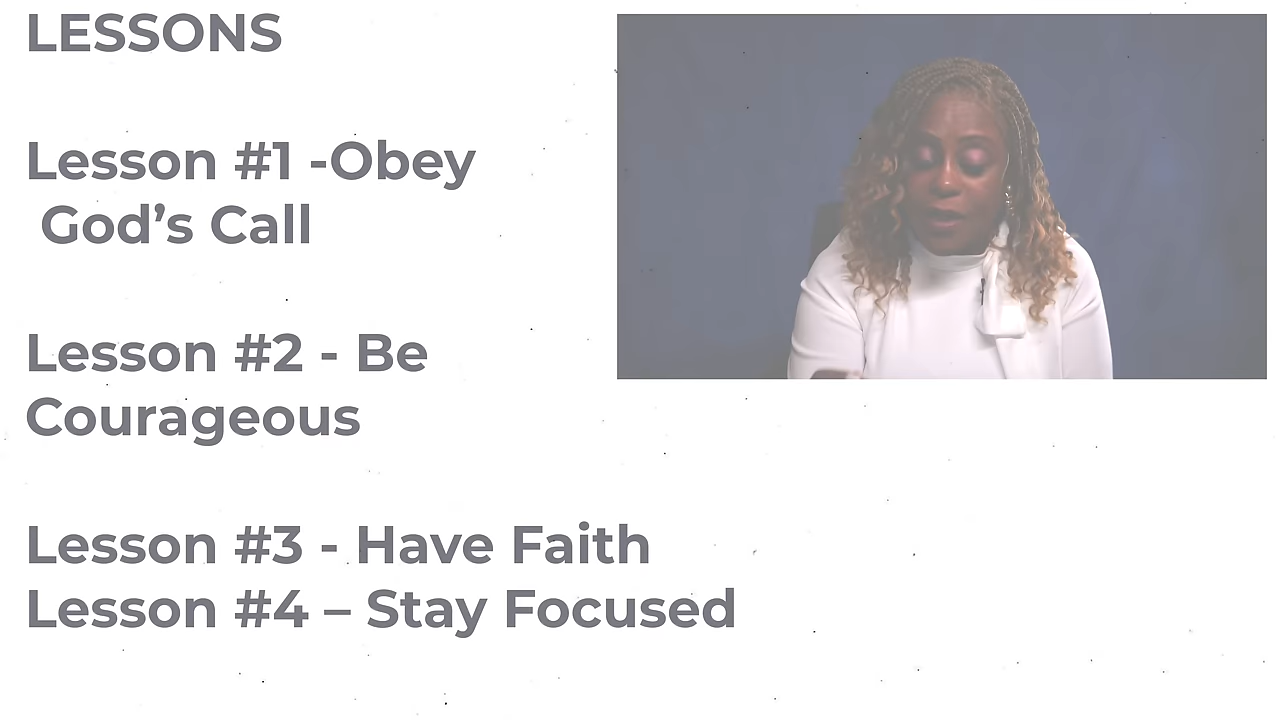 LESSONS
Lesson #1 -Obey
God’s Call
Lesson #2 - Be
Courageous
Lesson #3 - Have Faith
Lesson #4 – Stay Focused